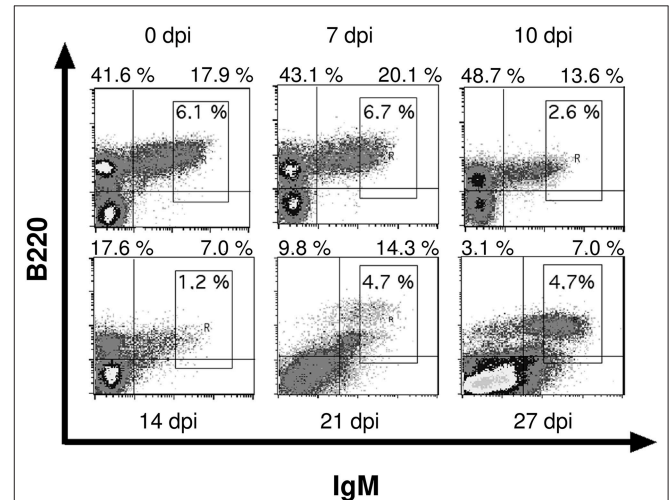 0 dpi 7 dpi 10 dpi
41.6 % 17.9 % 43.1 % 20.1 % 48.7 % 13.6 %
6.1 % 6.7 % 2.6 %
R R R
17.6 % 7.0 % 9.8 % 14.3 % 3.1 % 7.0 %
1.2 % 4.7 % 4.7%
R R
14 dpi 21 dpi 27 dpi
B220
IgM